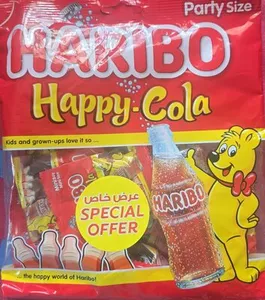 Party Size
HARIBO
Happy-Cola
Kids and grown-ups love it so ...
عرض خاص
SPECIAL
OFFER
HARIBO
... the happy world of Haribo!